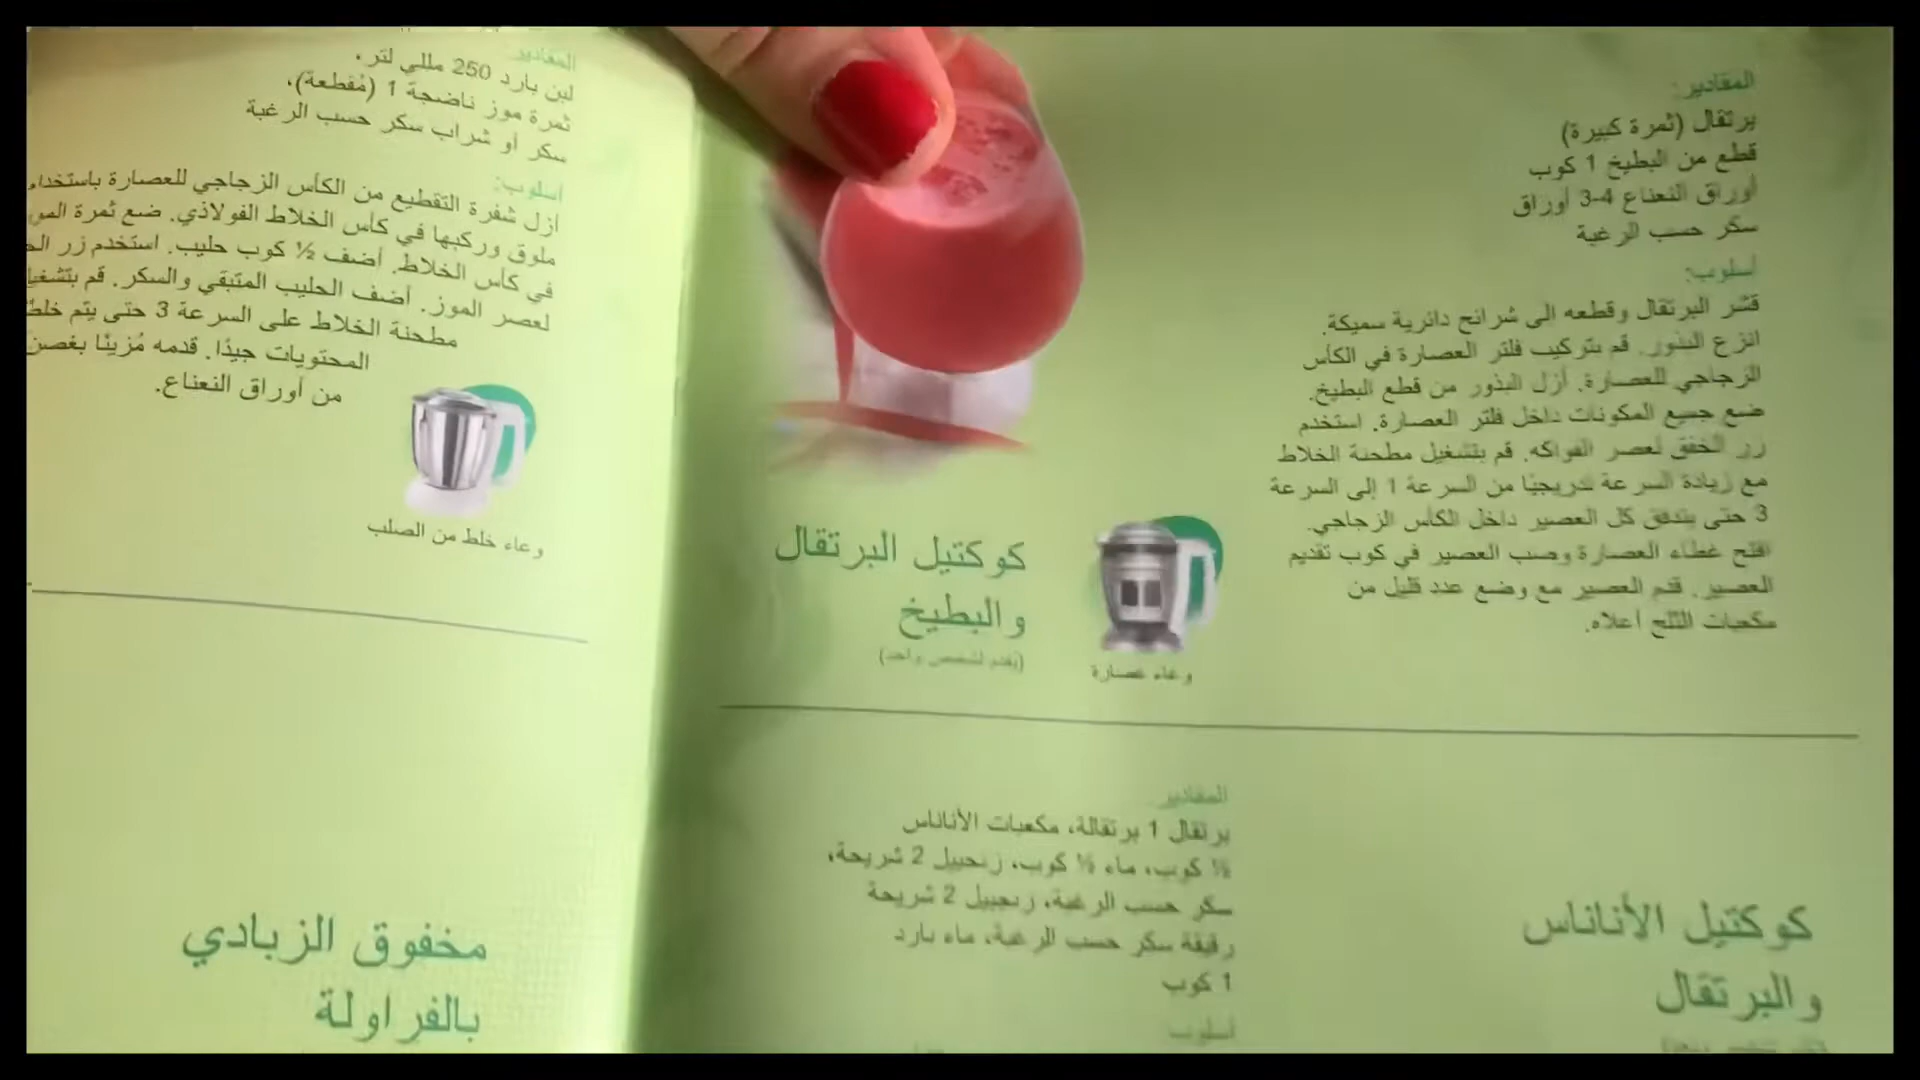 المقادير:
برتقال (ثمرة كبيرة)
قطع من البطيخ 1 كوب
أوراق النعناع 4-3 أوراق
سكر حسب الرغبة
أسلوب:
قشر البرتقال وقطعه الى شرائح دائرية سميكة.
انزع البذور. قم بتركيب فلتر العصارة في الكأس
الزجاجي للعصارة. أزل البذور من قطع البطيخ.
ضع جميع المكونات داخل فلتر العصارة. استخدم
زر الخفق لعصر الفواكه. قم بتشغيل مطحنة الخلاط
مع زيادة السرعة تدريجيًا من السرعة 1 إلى السرعة
3 حتى يتدفق كل العصير داخل الكأس الزجاجي.
افتح غطاء العصارة وصب العصير في كوب تقديم
العصير. قدم العصير مع وضع عدد قليل من
مكعبات الثلج أعلاه.
كوكتيل البرتقال
والبطيخ
(يقدم لشخص واحد)
وعاء عصارة
كوكتيل الأناناس
والبرتقال
المقادير:
برتقال 1 برتقالة، مكعبات الأناناس
½ كوب، ماء ½ كوب، زنجبيل 2 شريحة،
سكر حسب الرغبة، زنجبيل 2 شريحة
رقيقة سكر حسب الرغبة، ماء بارد
1 كوب
أسلوب
المقادير:
لبن بارد 250 مللي لتر،
ثمرة موز ناضجة 1 (مُقطعة)،
سكر أو شراب سكر حسب الرغبة
أسلوب:
أزل شفرة التقطيع من الكأس الزجاجي للعصارة
ملوق وركبها في كأس الخلاط الفولاذي. ضع ثمرة
في كأس الخلاط. أضف ½ كوب حليب. استخدم زر
لعصر الموز. أضف الحليب المتبقي والسكر. قم
مطحنة الخلاط على السرعة 3 حتى يتم
المحتويات جيدًا. قدمه مُزينًا بغصن
من أوراق النعناع.
وعاء خلط من الصلب
مخفوق الزبادي
بالفراولة